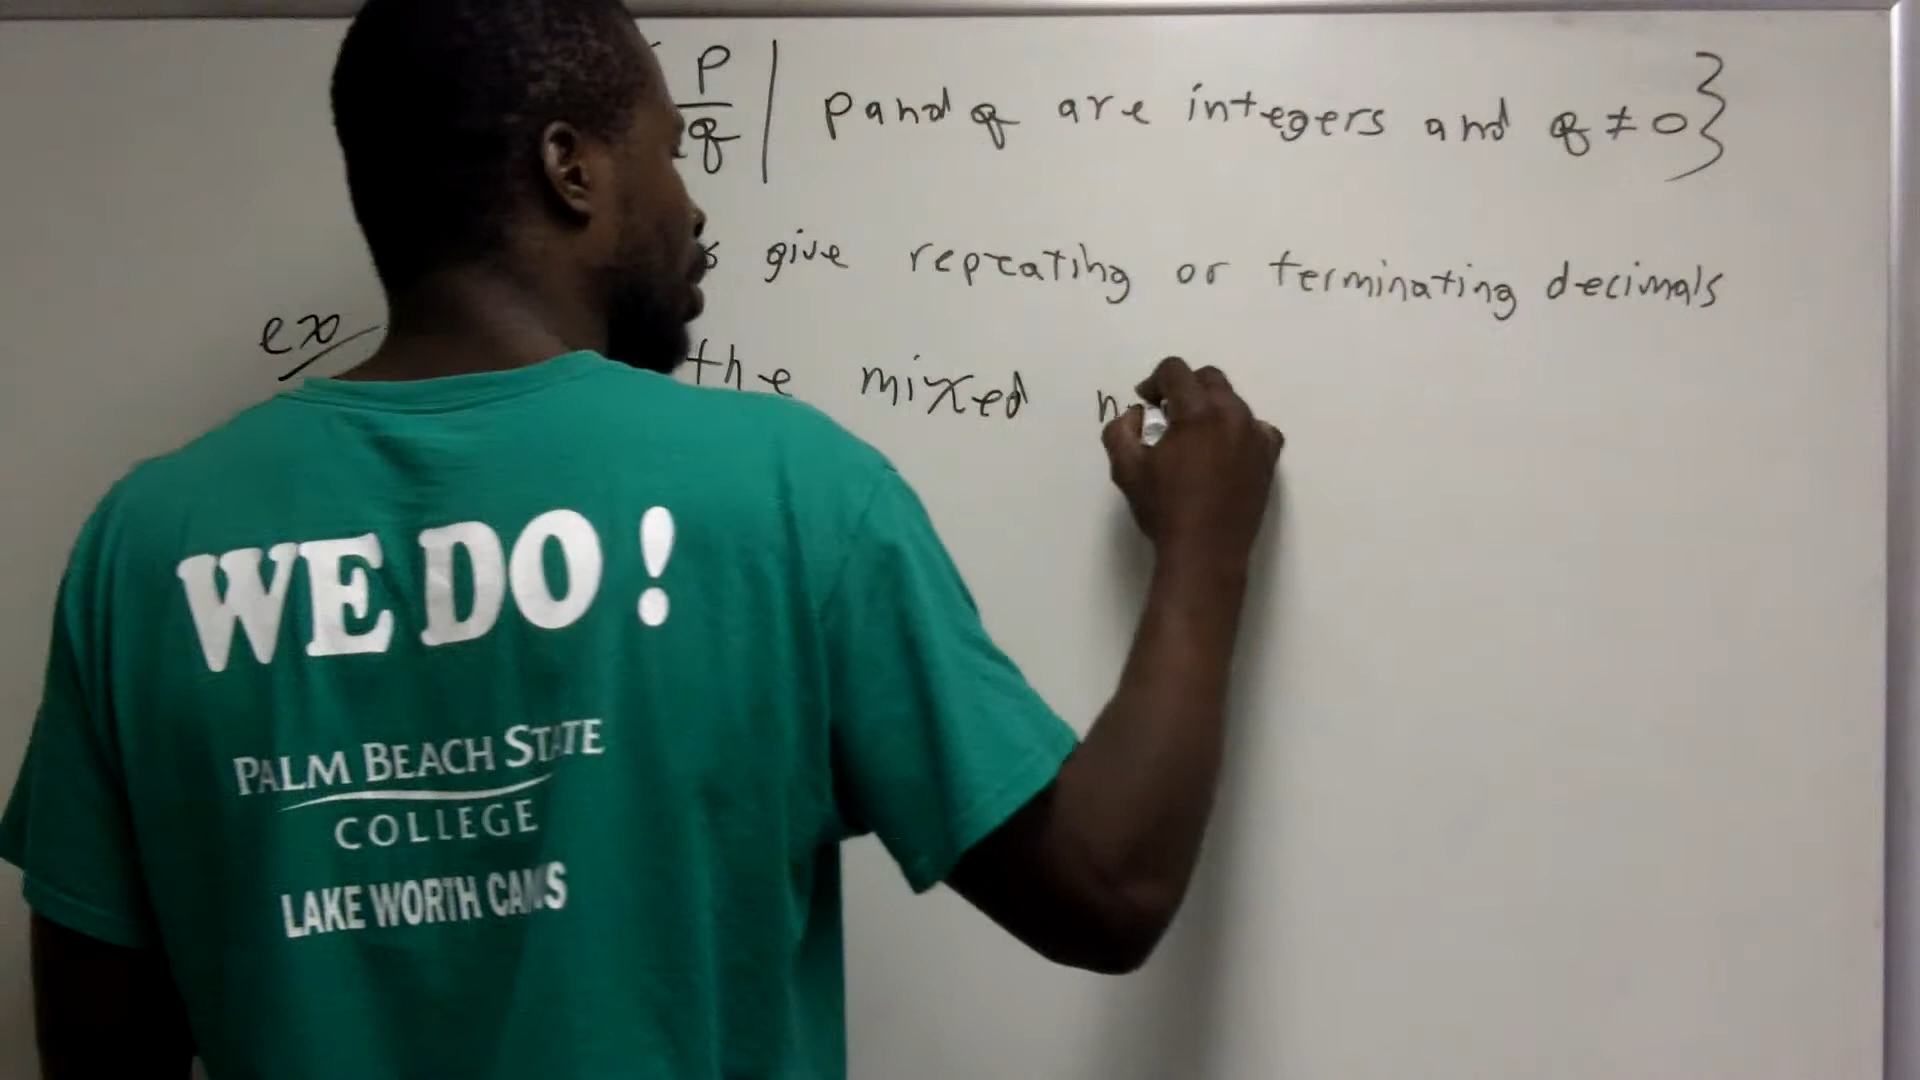 p/q | p and q are integers and q ≠ 0}
give repeating or terminating decimals
ex the mixed
WE DO!
PALM BEACH STATE
COLLEGE
LAKE WORTH